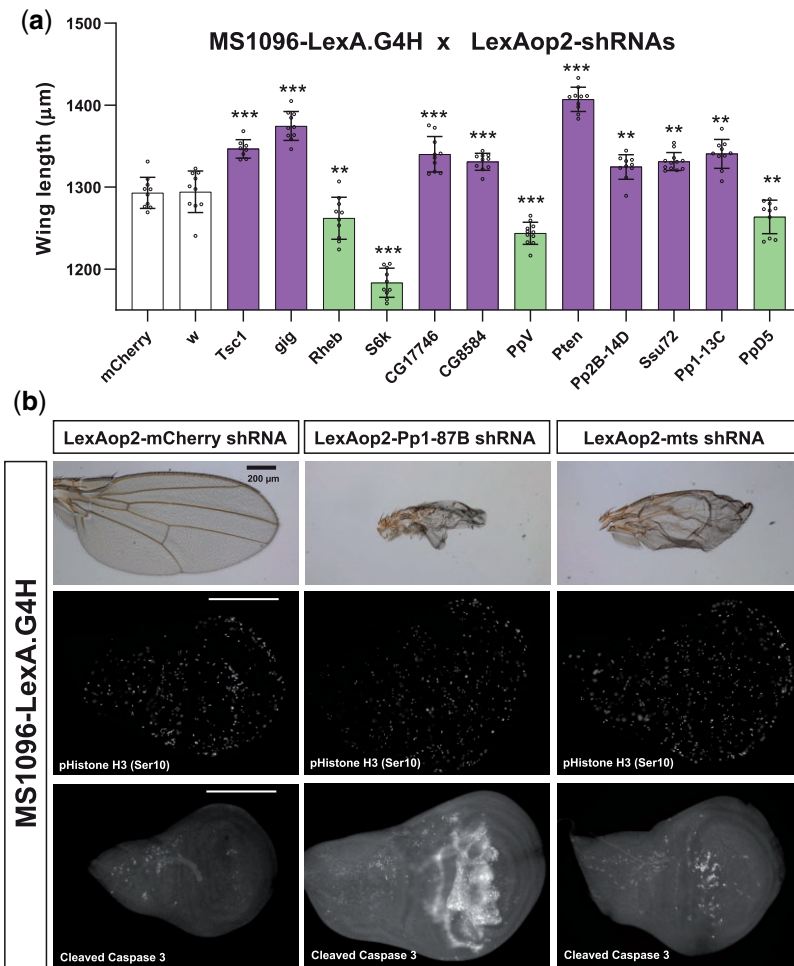 (a)
MS1096-LexA.G4H x LexAop2-shRNAs
Wing length (μm)
1500
1400
1300
1200
***
***
**
***
***
***
***
***
**
**
**
**
mCherry
w
Tsc1
gig
Rheb
S6k
CG17746
CG8584
PpV
Pten
Pp2B-14D
Ssu72
Pp1-13C
PpD5
(b)
LexAop2-mCherry shRNA
LexAop2-Pp1-87B shRNA
LexAop2-mts shRNA
MS1096-LexA.G4H
200 μm
pHistone H3 (Ser10)
pHistone H3 (Ser10)
pHistone H3 (Ser10)
Cleaved Caspase 3
Cleaved Caspase 3
Cleaved Caspase 3